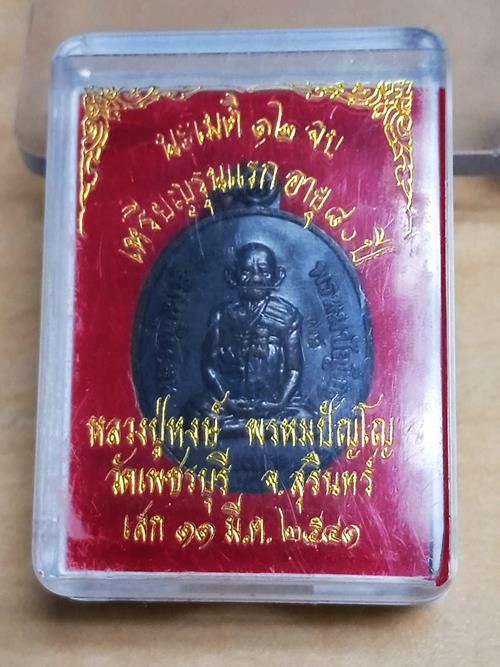 นะเมติ ๑๒ จบ
เหรียญรุ่นแรก อายุ ๘๐ ปี
หลวงปู่หงษ์ พรหมปัญโญ
วัดเพชรบุรี จ.สุรินทร์
เสก ๑๑ มี.ค. ๒๕๔๑